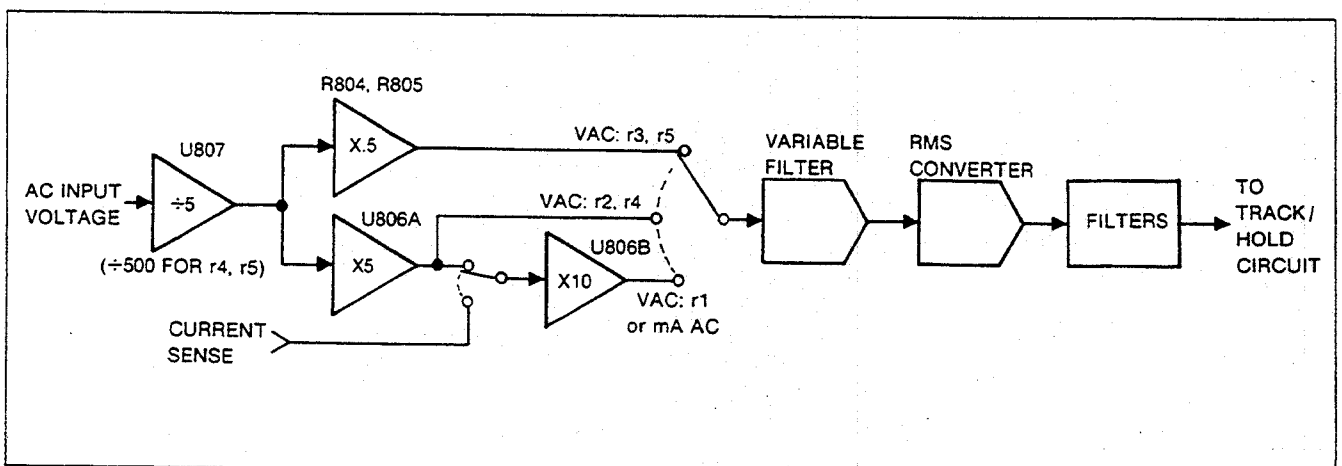 R804, R805
X.5
VAC: r3, r5
VARIABLE
FILTER
RMS
CONVERTER
U807
AC INPUT
VOLTAGE
÷5
(÷500 FOR r4, r5)
VAC: r2, r4
U806A
X5
U806B
X10
VAC: r1
or mA AC
CURRENT
SENSE
FILTERS
TO
TRACK/
HOLD
CIRCUIT